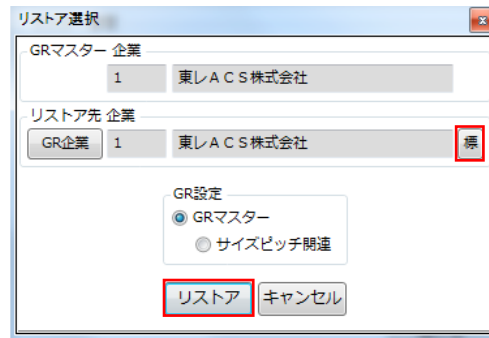 リストア選択
GRマスター 企業
1 東レACS株式会社
リストア先 企業
GR企業 1 東レACS株式会社 標
GR設定
GRマスター
サイズピッチ関連
リストア キャンセル